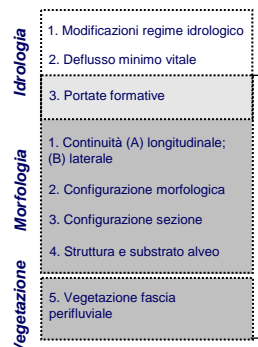 Idrologia
1. Modificazioni regime idrologico
2. Deflusso minimo vitale
3. Portate formative
Morfologia
1. Continuità (A) longitudinale;
(B) laterale
2. Configurazione morfologica
3. Configurazione sezione
4. Struttura e substrato alveo
Vegetazione
5. Vegetazione fascia
perifluviale